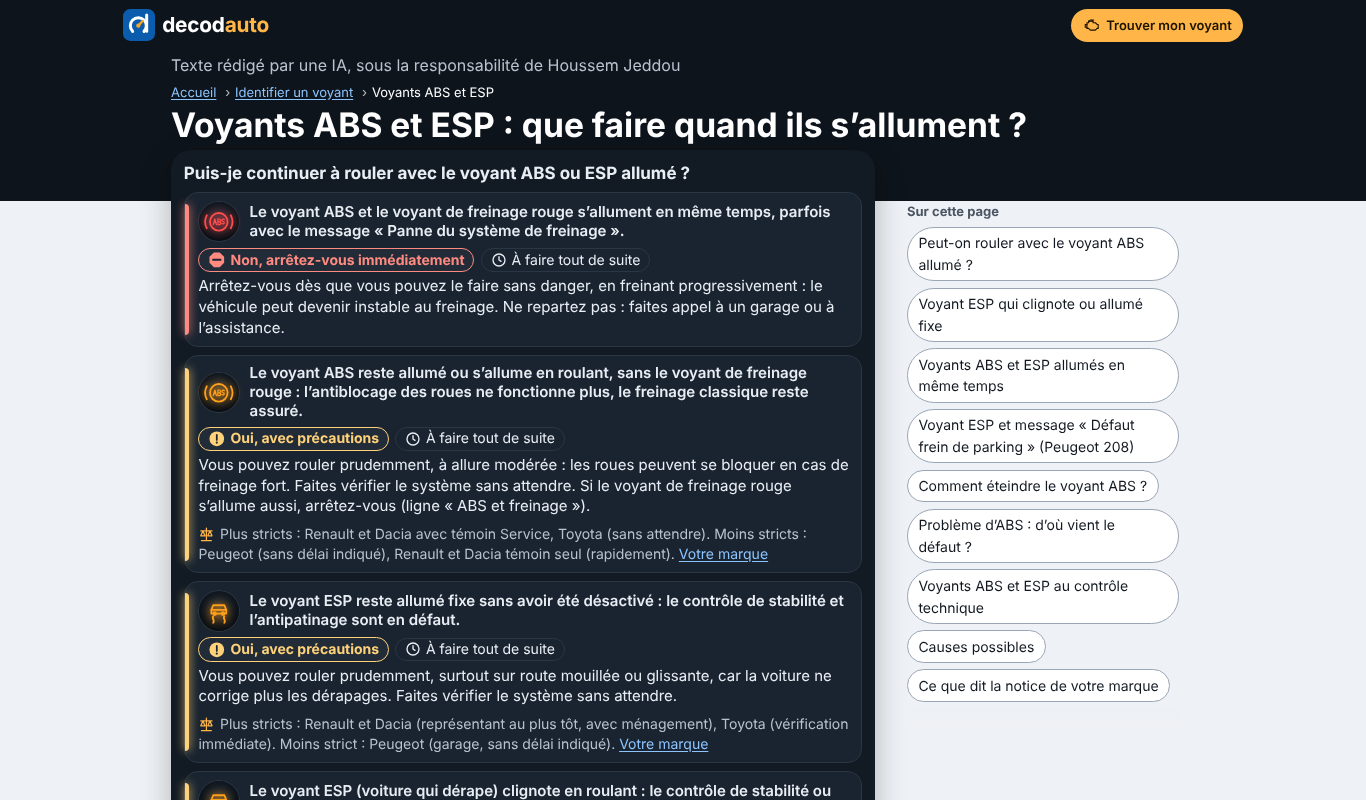 decodauto
Trouver mon voyant
Texte rédigé par une IA, sous la responsabilité de Houssem Jeddou
Accueil › Identifier un voyant › Voyants ABS et ESP
Voyants ABS et ESP : que faire quand ils s’allument ?
Puis-je continuer à rouler avec le voyant ABS ou ESP allumé ?
ABS
Le voyant ABS et le voyant de freinage rouge s’allument en même temps, parfois
avec le message « Panne du système de freinage ».
Non, arrêtez-vous immédiatement
À faire tout de suite
Arrêtez-vous dès que vous pouvez le faire sans danger, en freinant progressivement : le
véhicule peut devenir instable au freinage. Ne repartez pas : faites appel à un garage ou à
l’assistance.
ABS
Le voyant ABS reste allumé ou s’allume en roulant, sans le voyant de freinage
rouge : l’antiblocage des roues ne fonctionne plus, le freinage classique reste
assuré.
Oui, avec précautions
À faire tout de suite
Vous pouvez rouler prudemment, à allure modérée : les roues peuvent se bloquer en cas de
freinage fort. Faites vérifier le système sans attendre. Si le voyant de freinage rouge
s’allume aussi, arrêtez-vous (ligne « ABS et freinage »).
Plus stricts : Renault et Dacia avec témoin Service, Toyota (sans attendre). Moins stricts :
Peugeot (sans délai indiqué), Renault et Dacia témoin seul (rapidement). Votre marque
Le voyant ESP reste allumé fixe sans avoir été désactivé : le contrôle de stabilité et
l’antipatinage sont en défaut.
Oui, avec précautions
À faire tout de suite
Vous pouvez rouler prudemment, surtout sur route mouillée ou glissante, car la voiture ne
corrige plus les dérapages. Faites vérifier le système sans attendre.
Plus stricts : Renault et Dacia (représentant au plus tôt, avec ménagement), Toyota (vérification
immédiate). Moins strict : Peugeot (garage, sans délai indiqué). Votre marque
Le voyant ESP (voiture qui dérape) clignote en roulant : le contrôle de stabilité ou
Sur cette page
Peut-on rouler avec le voyant ABS
allumé ?
Voyant ESP qui clignote ou allumé
fixe
Voyants ABS et ESP allumés en
même temps
Voyant ESP et message « Défaut
frein de parking » (Peugeot 208)
Comment éteindre le voyant ABS ?
Problème d’ABS : d’où vient le
défaut ?
Voyants ABS et ESP au contrôle
technique
Causes possibles
Ce que dit la notice de votre marque